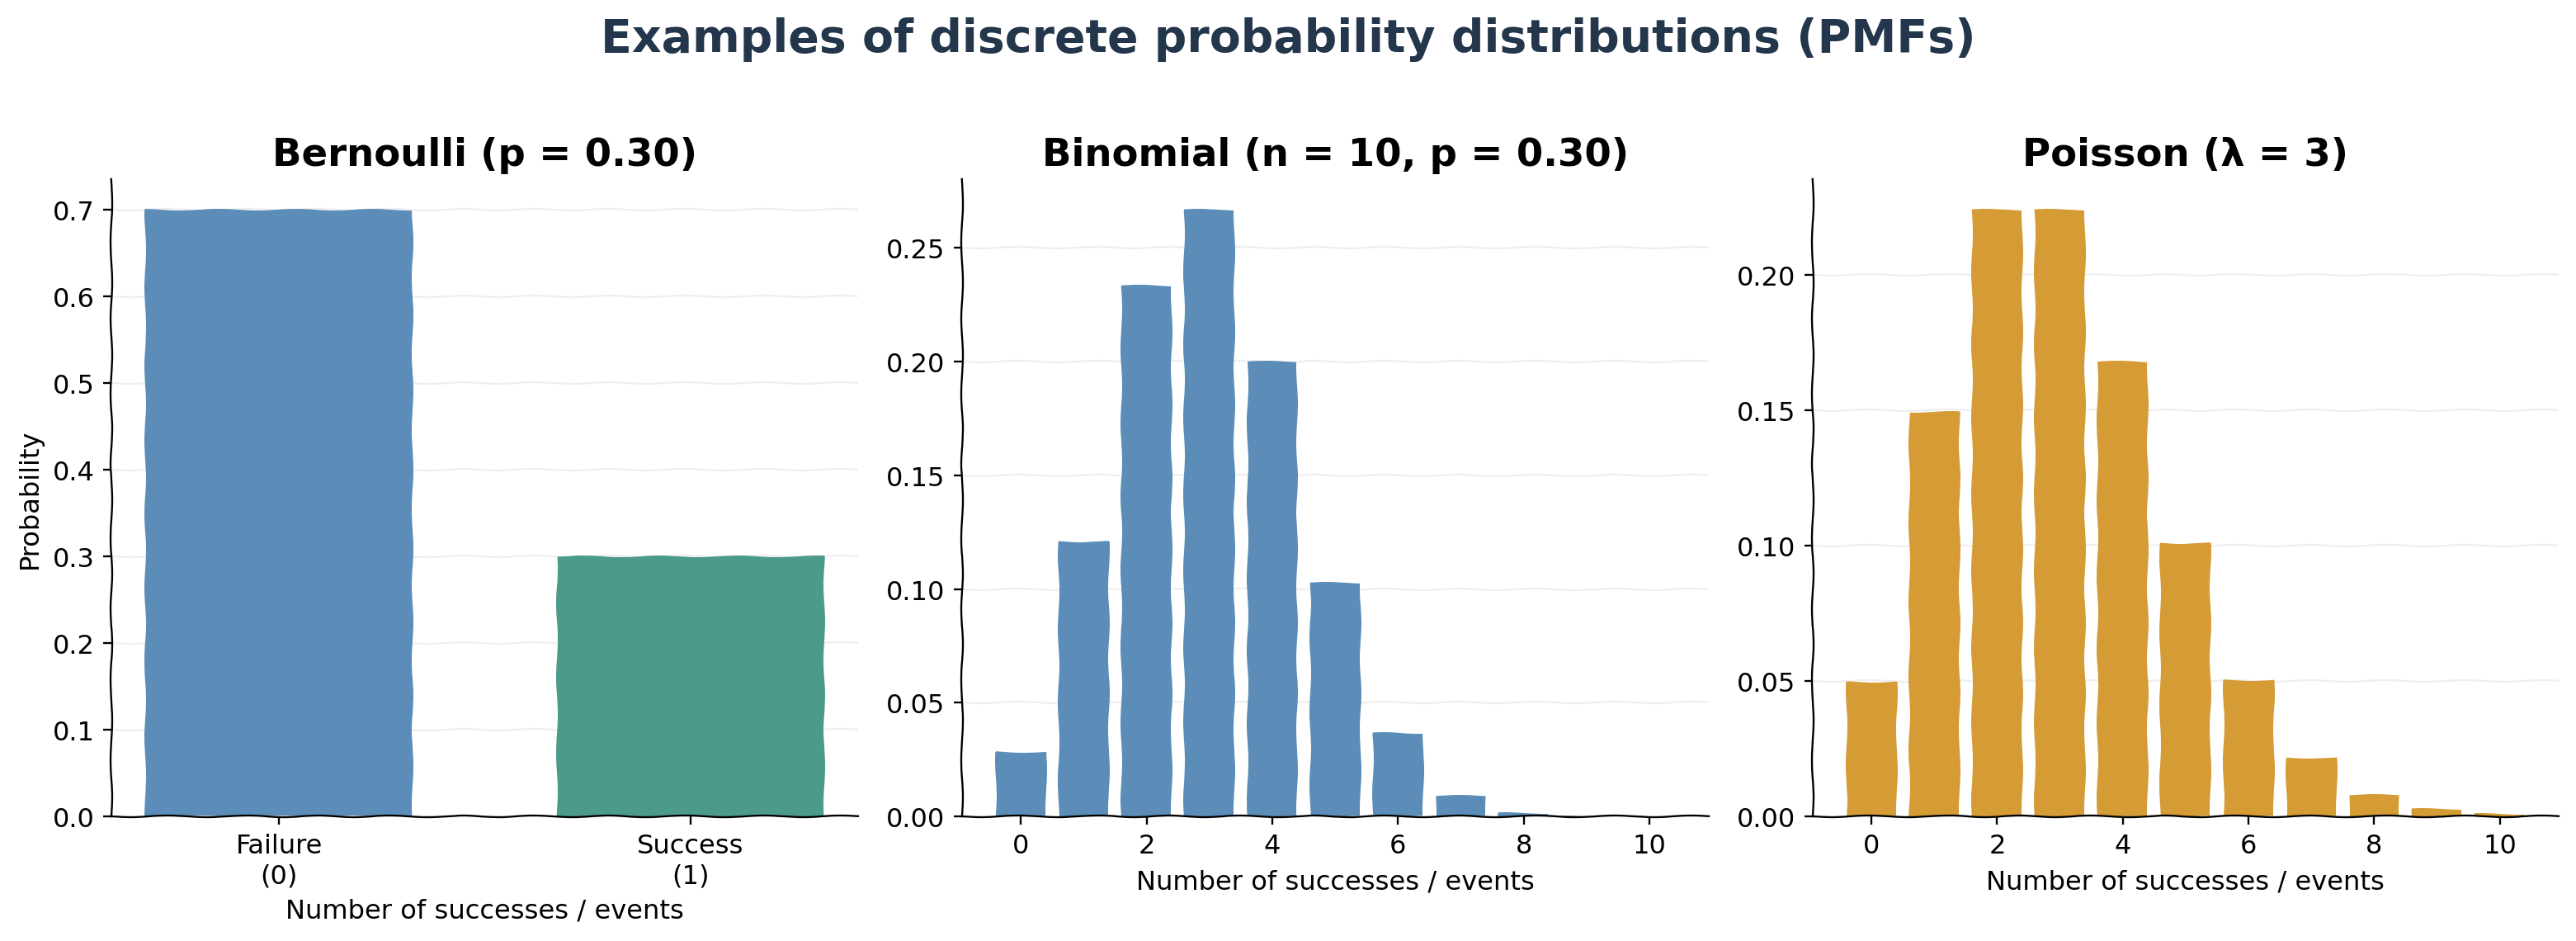 Examples of discrete probability distributions (PMFs)
Bernoulli (p = 0.30)
Probability
0.7
0.6
0.5
0.4
0.3
0.2
0.1
0.0
Failure
(0)
Success
(1)
Number of successes / events
Binomial (n = 10, p = 0.30)
0.25
0.20
0.15
0.10
0.05
0.00
0 2 4 6 8 10
Number of successes / events
Poisson (λ = 3)
0.20
0.15
0.10
0.05
0.00
0 2 4 6 8 10
Number of successes / events